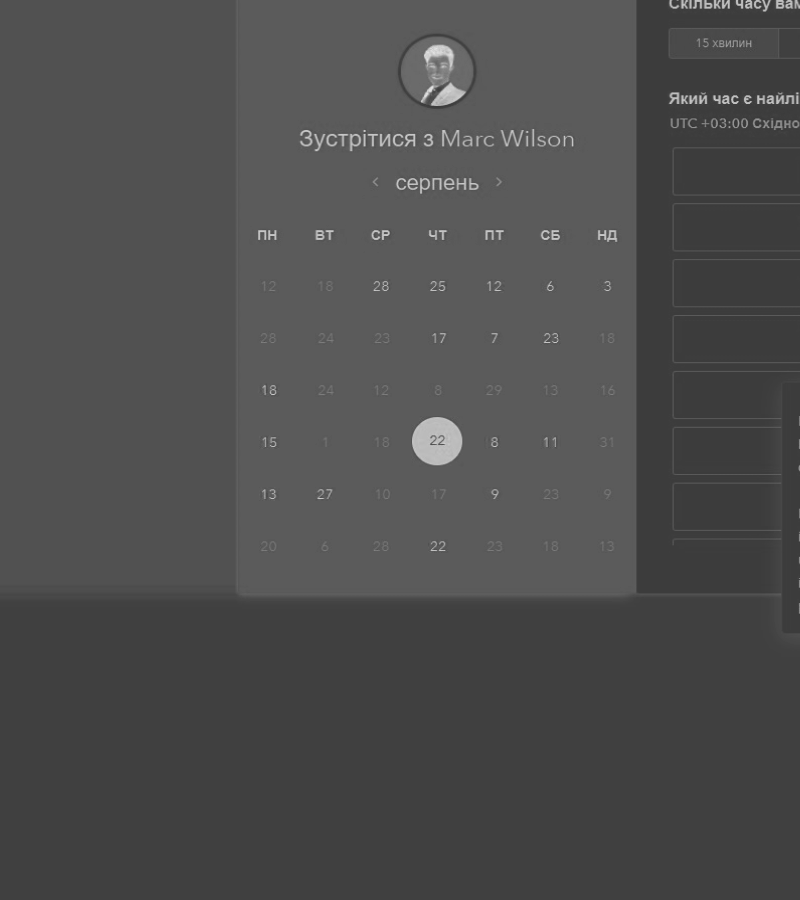 Скільки часу вам
15 хвилин
Який час є найлі
UTC +03:00 Східно
Зустрітися з Marc Wilson
серпень
ПН ВТ СР ЧТ ПТ СБ НД
12 18 28 25 12 6 3
28 24 23 17 7 23 18
18 24 12 8 29 13 16
15 1 18 22 8 11 31
13 27 10 17 9 23 9
20 6 28 22 23 18 13